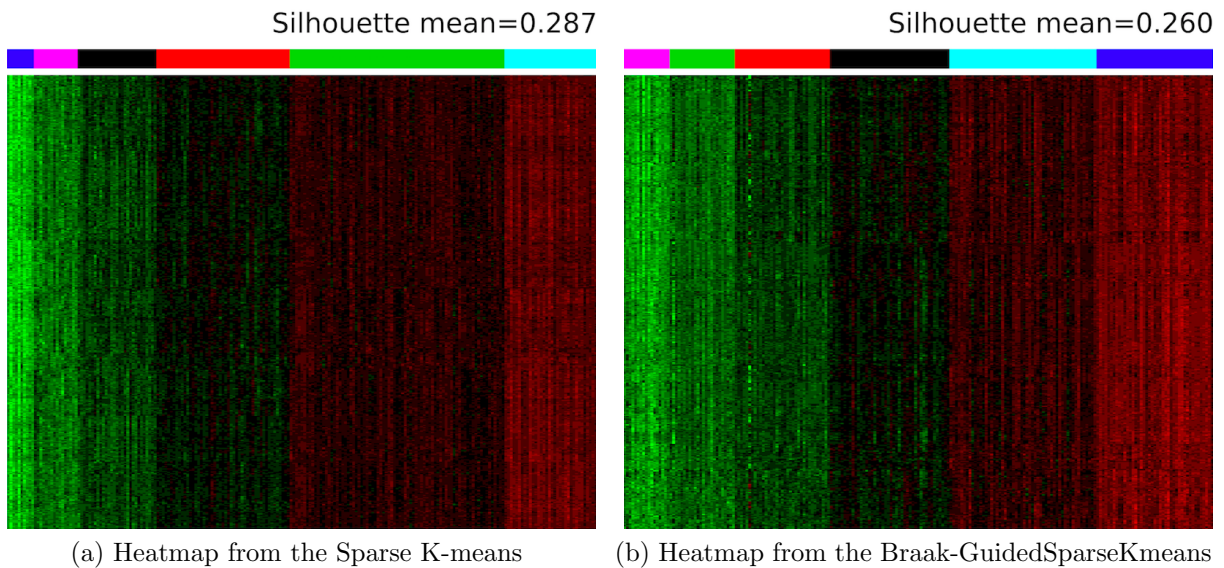 Silhouette mean=0.287
Silhouette mean=0.260
(a) Heatmap from the Sparse K-means
(b) Heatmap from the Braak-GuidedSparseKmeans